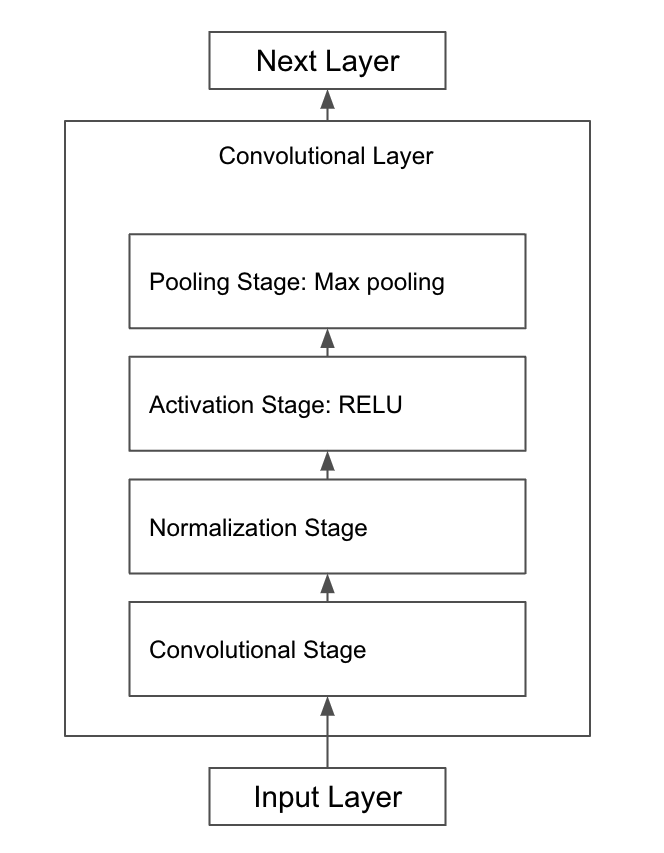 Next Layer
Convolutional Layer
Pooling Stage: Max pooling
Activation Stage: RELU
Normalization Stage
Convolutional Stage
Input Layer